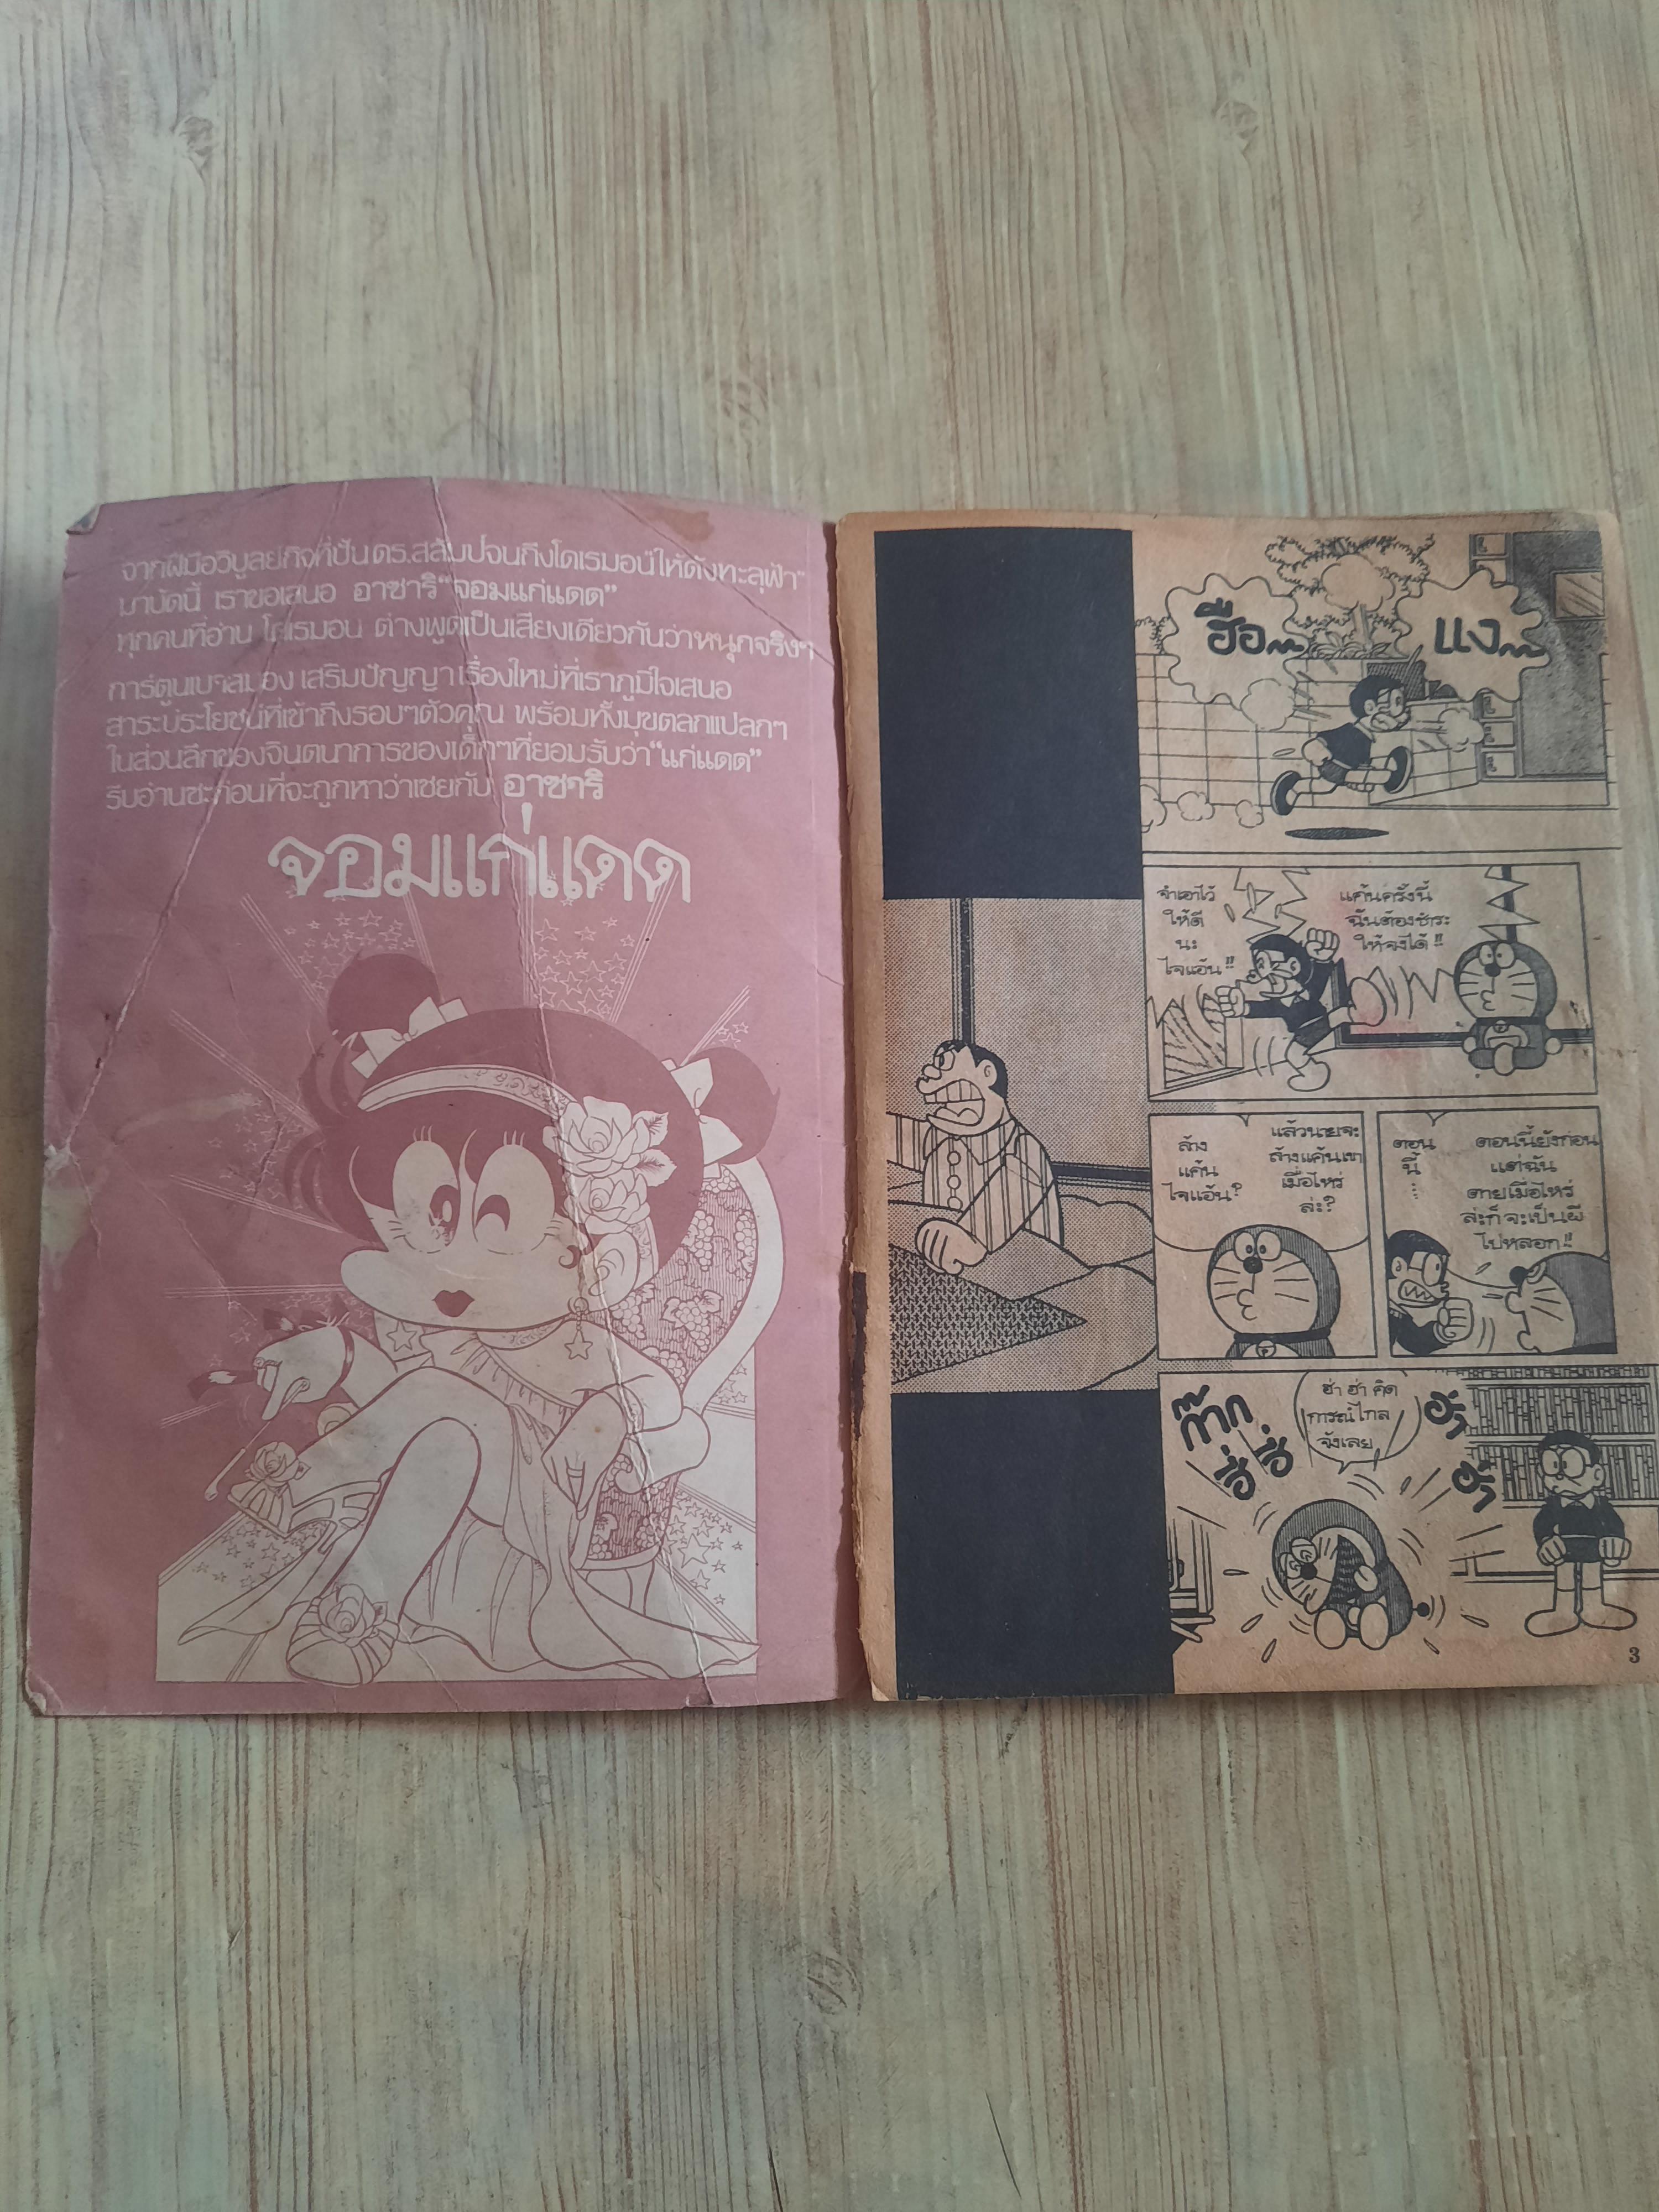 จากฝีมือวิบูลย์กิจที่ปั้น ดร.สลัมป์จนถึงโดเรมอนให้ดังทะลุฟ้า
มาบัดนี้ เราขอเสนอ อาซาริ "จอมแก่แดด"
ทุกคนที่อ่าน โดเรมอน ต่างพูดเป็นเสียงเดียวกันว่าหนุกจริงๆ
การ์ตูนเบาสมอง เสริมปัญญา เรื่องใหม่ที่เราภูมิใจเสนอ
สาระประโยชน์ที่เข้าถึงรอบๆตัวคุณ พร้อมทั้งมุขตลกแปลกๆ
ในส่วนลึกของจินตนาการของเด็กๆที่ยอมรับว่า"แก่แดด"
รีบอ่านซะก่อนที่จะถูกหาว่าเชยกับ อาซาริ
จอมแก่แดด
ฮือ
แง
จำเอาไว้
ให้ดี
นะ
ไจแอ้น!!
แค้นครั้งนี้
ฉันต้องชำระ
ให้จงได้!!
ล้าง
แค้น
ไจแอ้น?
แล้วนายจะ
ล้างแค้นเขา
เมื่อไหร่
ล่ะ?
ตอน
นี้...
ตอนนี้ยังก่อน
แต่ฉัน
ตายเมื่อไหร่
ล่ะก็จะเป็นผี
ไปหลอก!!
ก๊าก
ฮี่ ฮี่
ฮ่า ฮ่า คิด
การณ์ไกล
จังเลย
ฮ่า
ฮ่า
3